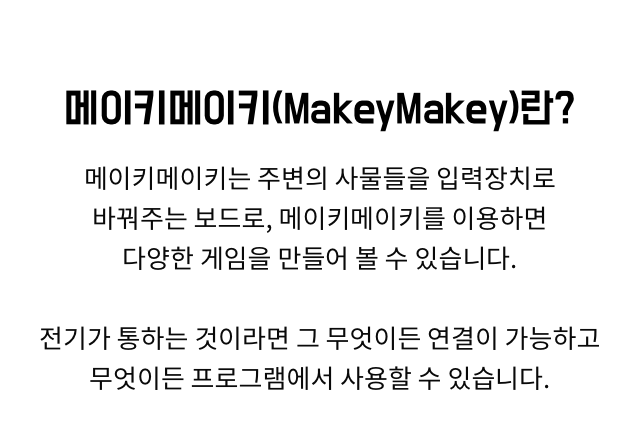 메이키메이키(MakeyMakey)란?
메이키메이키는 주변의 사물들을 입력장치로
바꿔주는 보드로, 메이키메이키를 이용하면
다양한 게임을 만들어 볼 수 있습니다.
전기가 통하는 것이라면 그 무엇이든 연결이 가능하고
무엇이든 프로그램에서 사용할 수 있습니다.